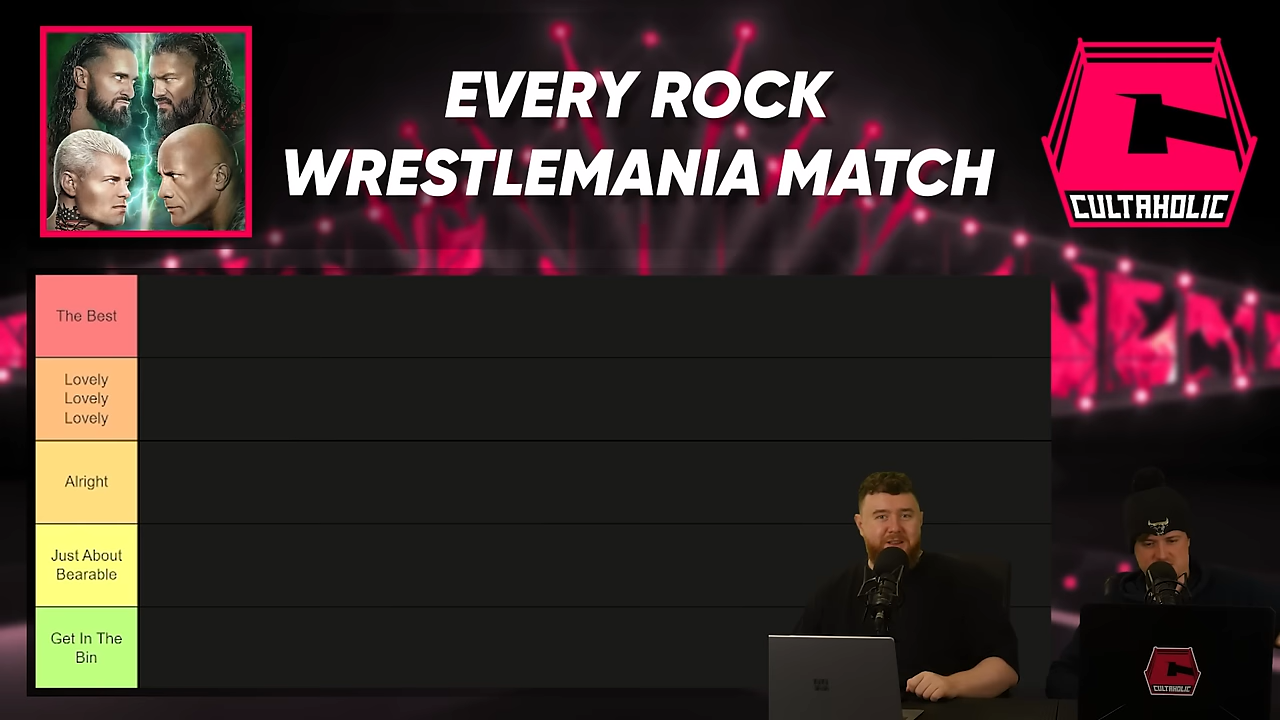 EVERY ROCK
WRESTLEMANIA MATCH
CULTAHOLIC
The Best
Lovely
Lovely
Lovely
Alright
Just About
Bearable
Get In The
Bin
CULTAHOLIC